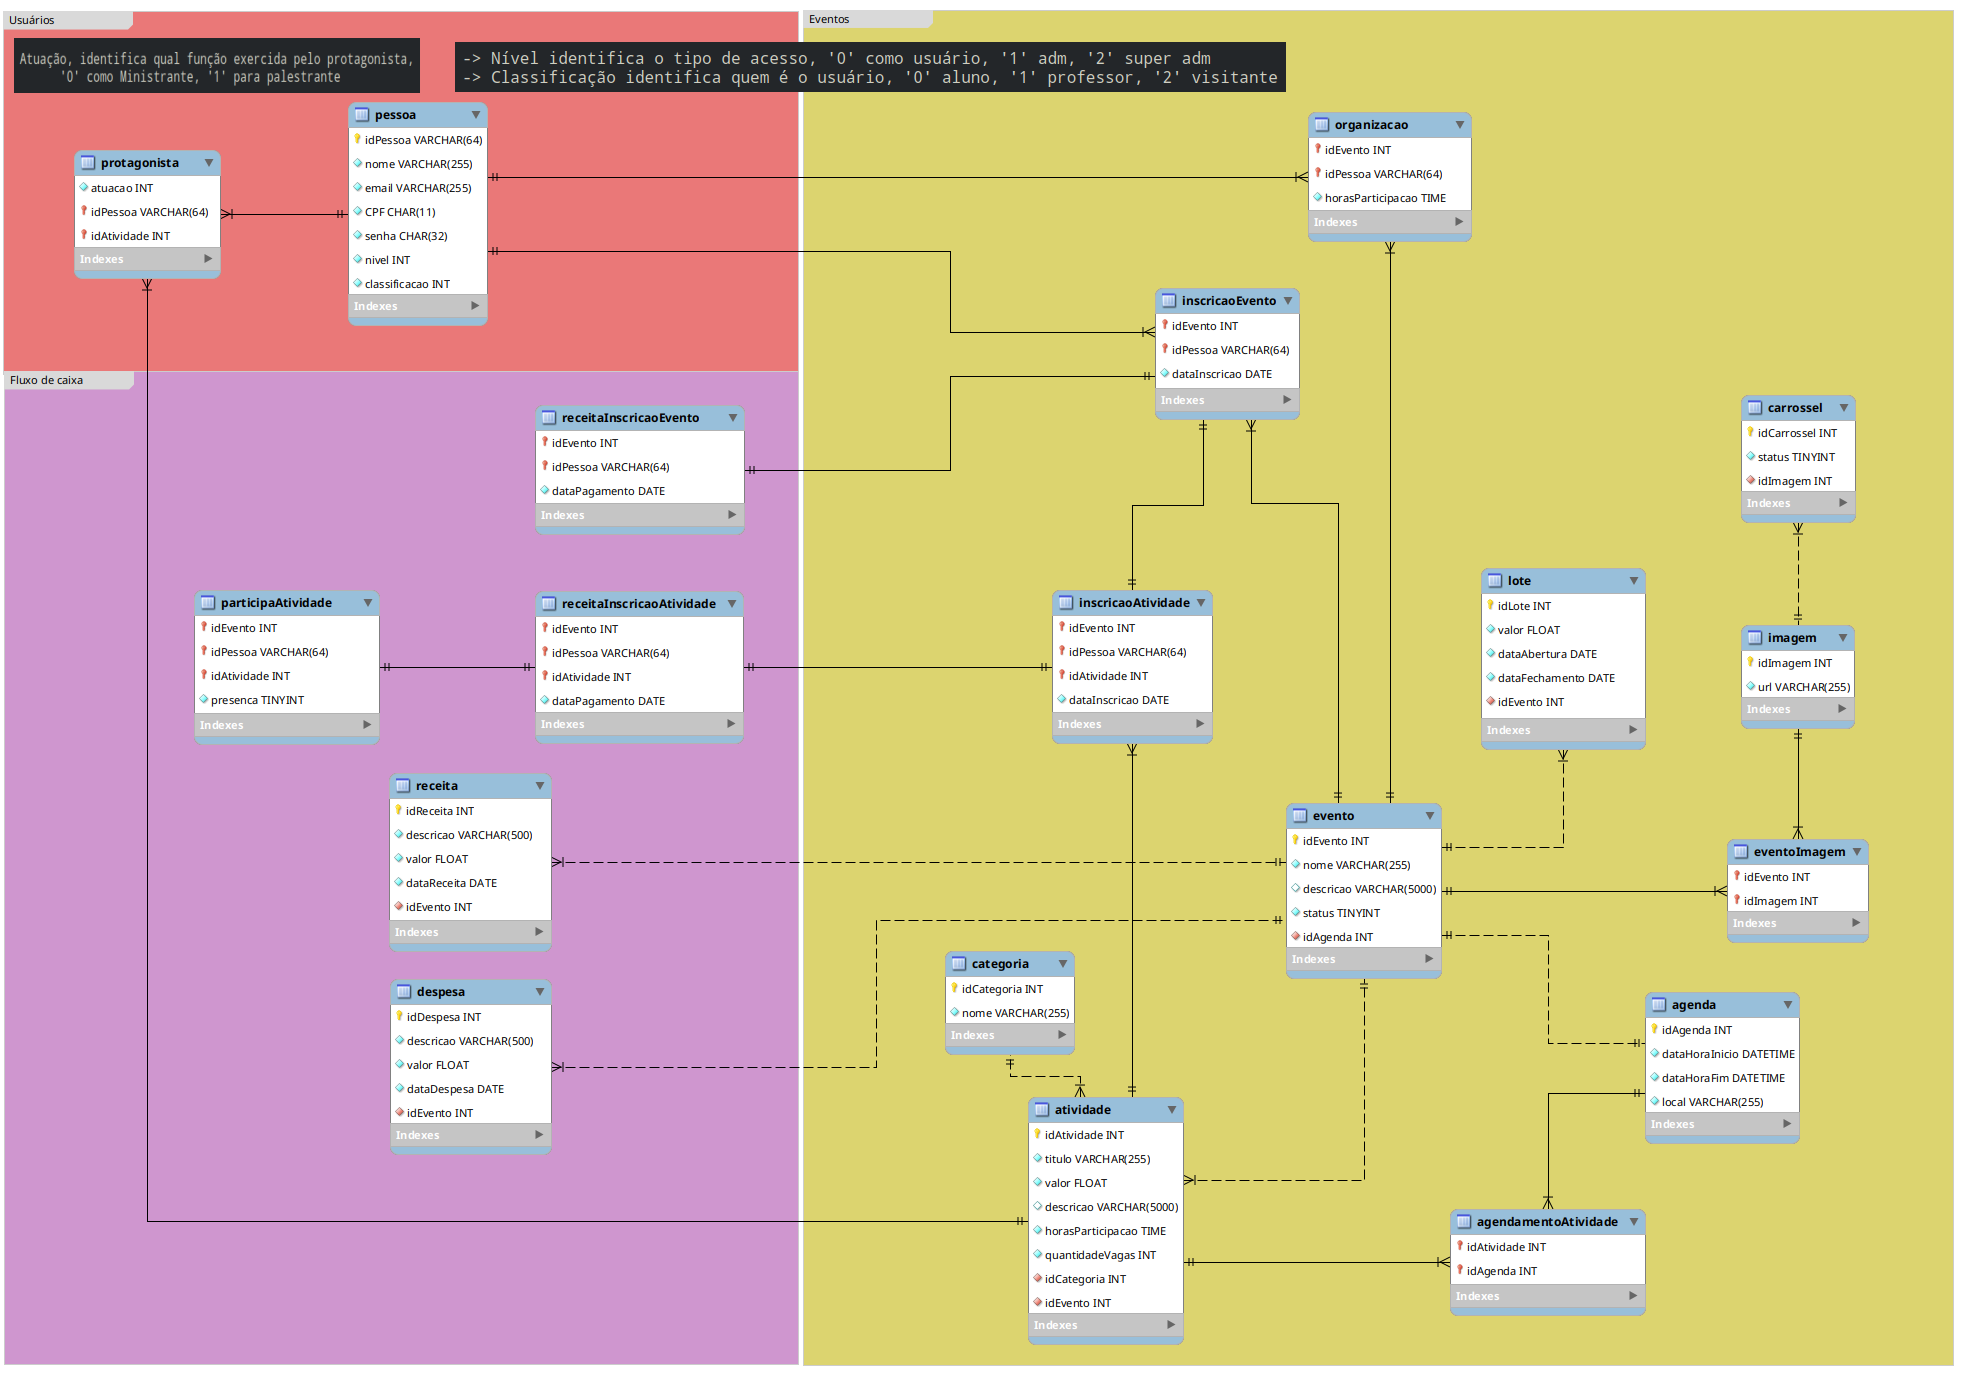 Usuários
Atuação, identifica qual função exercida pelo protagonista,
'0' como Ministrante, '1' para palestrante
Eventos
-> Nível identifica o tipo de acesso, '0' como usuário, '1' adm, '2' super adm
-> Classificação identifica quem é o usuário, '0' aluno, '1' professor, '2' visitante
pessoa
idPessoa VARCHAR(64)
nome VARCHAR(255)
email VARCHAR(255)
CPF CHAR(11)
senha CHAR(32)
nivel INT
classificacao INT
Indexes
protagonista
atuacao INT
idPessoa VARCHAR(64)
idAtividade INT
Indexes
organizacao
idEvento INT
idPessoa VARCHAR(64)
horasParticipacao TIME
Indexes
inscricaoEvento
idEvento INT
idPessoa VARCHAR(64)
dataInscricao DATE
Indexes
Fluxo de caixa
receitaInscricaoEvento
idEvento INT
idPessoa VARCHAR(64)
dataPagamento DATE
Indexes
carrossel
idCarrossel INT
status TINYINT
idImagem INT
Indexes
participaAtividade
idEvento INT
idPessoa VARCHAR(64)
idAtividade INT
presenca TINYINT
Indexes
receitaInscricaoAtividade
idEvento INT
idPessoa VARCHAR(64)
idAtividade INT
dataPagamento DATE
Indexes
inscricaoAtividade
idEvento INT
idPessoa VARCHAR(64)
idAtividade INT
dataInscricao DATE
Indexes
lote
idLote INT
valor FLOAT
dataAbertura DATE
dataFechamento DATE
idEvento INT
Indexes
imagem
idImagem INT
url VARCHAR(255)
Indexes
receita
idReceita INT
descricao VARCHAR(500)
valor FLOAT
dataReceita DATE
idEvento INT
Indexes
evento
idEvento INT
nome VARCHAR(255)
descricao VARCHAR(5000)
status TINYINT
idAgenda INT
Indexes
eventoImagem
idEvento INT
idImagem INT
Indexes
despesa
idDespesa INT
descricao VARCHAR(500)
valor FLOAT
dataDespesa DATE
idEvento INT
Indexes
categoria
idCategoria INT
nome VARCHAR(255)
Indexes
agenda
idAgenda INT
dataHoraInicio DATETIME
dataHoraFim DATETIME
local VARCHAR(255)
Indexes
atividade
idAtividade INT
titulo VARCHAR(255)
valor FLOAT
descricao VARCHAR(5000)
horasParticipacao TIME
quantidadeVagas INT
idCategoria INT
idEvento INT
Indexes
agendamentoAtividade
idAtividade INT
idAgenda INT
Indexes